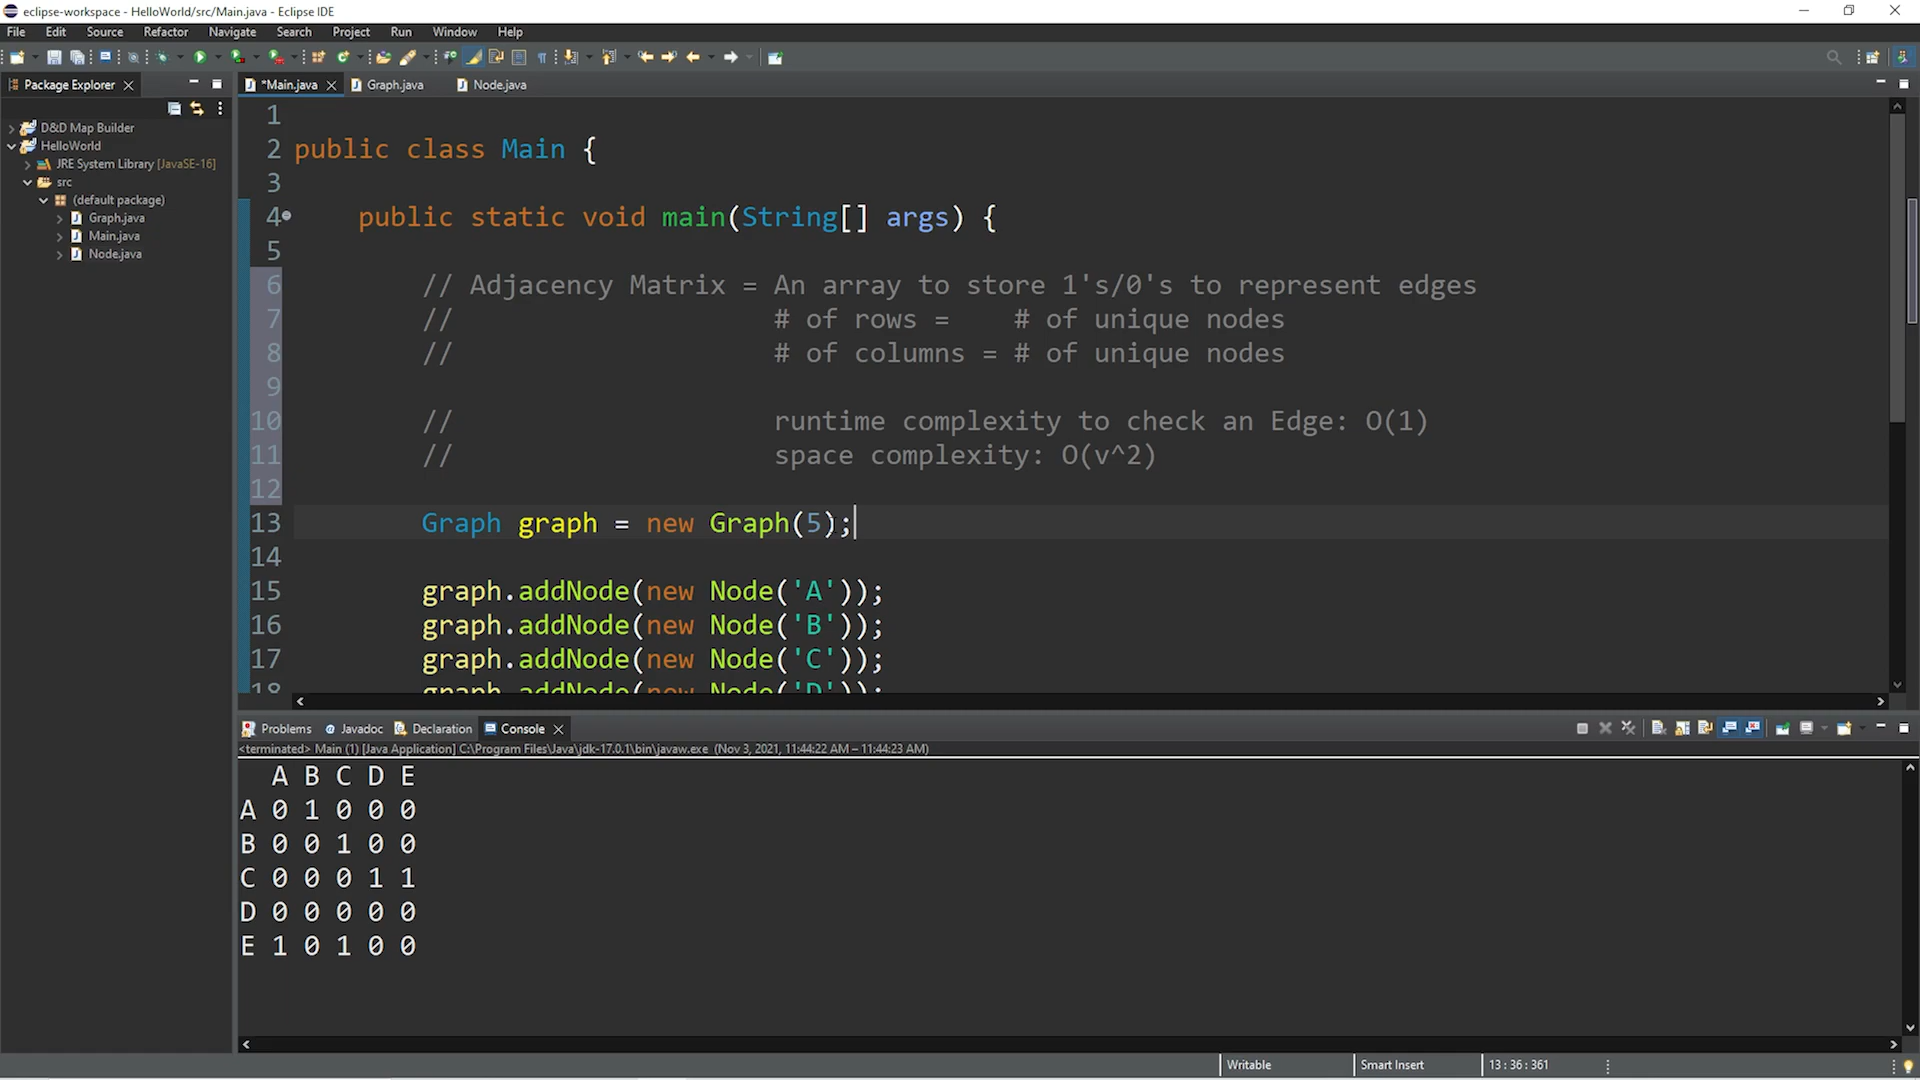 eclipse-workspace - HelloWorld/src/Main.java - Eclipse IDE
File Edit Source Refactor Navigate Search Project Run Window Help
Package Explorer
*Main.java Graph.java Node.java
D&D Map Builder
HelloWorld
JRE System Library [JavaSE-16]
src
(default package)
Graph.java
Main.java
Node.java
1
2 public class Main {
3
4 public static void main(String[] args) {
5
6 // Adjacency Matrix = An array to store 1's/0's to represent edges
7 // # of rows = # of unique nodes
8 // # of columns = # of unique nodes
9
10 // runtime complexity to check an Edge: O(1)
11 // space complexity: O(v^2)
12
13 Graph graph = new Graph(5);
14
15 graph.addNode(new Node('A'));
16 graph.addNode(new Node('B'));
17 graph.addNode(new Node('C'));
18 graph.addNode(new Node('D'));
Problems Javadoc Declaration Console
<terminated> Main (1) [Java Application] C:\Program Files\Java\jdk-17.0.1\bin\javaw.exe (Nov 3, 2021, 11:44:22 AM – 11:44:23 AM)
A B C D E
A 0 1 0 0 0
B 0 0 1 0 0
C 0 0 0 1 1
D 0 0 0 0 0
E 1 0 1 0 0
Writable Smart Insert 13 : 36 : 361